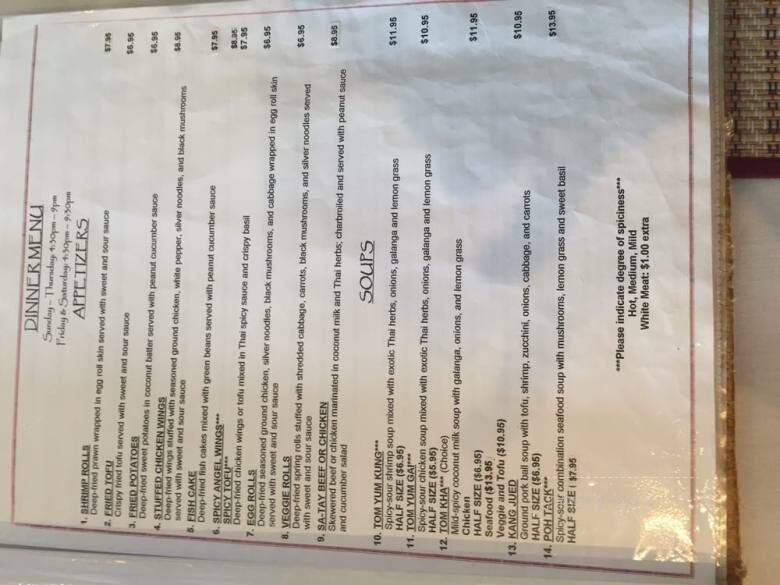 DINNER MENU
Sunday – Thursday 4:30pm – 9pm
Friday & Saturday 4:30pm – 9:30pm
APPETIZERS
1. SHRIMP ROLLS $7.95
Deep-fried prawn wrapped in egg roll skin served with sweet and sour sauce
2. FRIED TOFU $6.95
Crispy fried tofu served with sweet and sour sauce
3. FRIED POTATOES $6.95
Deep-fried sweet potatoes in coconut batter served with peanut cucumber sauce
4. STUFFED CHICKEN WINGS $8.95
Deep-fried wings stuffed with seasoned ground chicken, white pepper, silver noodles, and black mushrooms
served with sweet and sour sauce
5. FISH CAKE $7.95
Deep-fried fish cakes mixed with green beans served with peanut cucumber sauce
6. SPICY ANGEL WINGS*** $8.95
SPICY TOFU*** $7.95
Deep-fried chicken wings or tofu mixed in Thai spicy sauce and crispy basil
7. EGG ROLLS $6.95
Deep-fried seasoned ground chicken, silver noodles, black mushrooms, and cabbage wrapped in egg roll skin
served with sweet and sour sauce
8. VEGGIE ROLLS $6.95
Deep-fried spring rolls stuffed with shredded cabbage, carrots, black mushrooms, and silver noodles served
with sweet and sour sauce
9. SA-TAY BEEF OR CHICKEN $8.95
Skewered beef or chicken marinated in coconut milk and Thai herbs; charbroiled and served with peanut sauce
and cucumber salad
SOUPS
10. TOM YUM KUNG*** $11.95
Spicy-sour shrimp soup mixed with exotic Thai herbs, onions, galanga and lemon grass
HALF SIZE ($6.95)
11. TOM YUM GAI*** $10.95
Spicy-sour chicken soup mixed with exotic Thai herbs, onions, galanga and lemon grass
HALF SIZE ($5.95)
12. TOM KHA*** (Choice)
Mild-spicy coconut milk soup with galanga, onions, and lemon grass
Chicken $11.95
HALF SIZE ($6.95)
Seafood ($13.95
Veggie and Tofu ($10.95)
13. KANG JUED $10.95
Ground pork ball soup with tofu, shrimp, zucchini, onions, cabbage, and carrots
HALF SIZE ($6.95)
14. POH TACK*** $13.95
Spicy-sour combination seafood soup with mushrooms, lemon grass and sweet basil
HALF SIZE ( $7.95
***Please indicate degree of spiciness***
Hot, Medium, Mild
White Meat: $1.00 extra